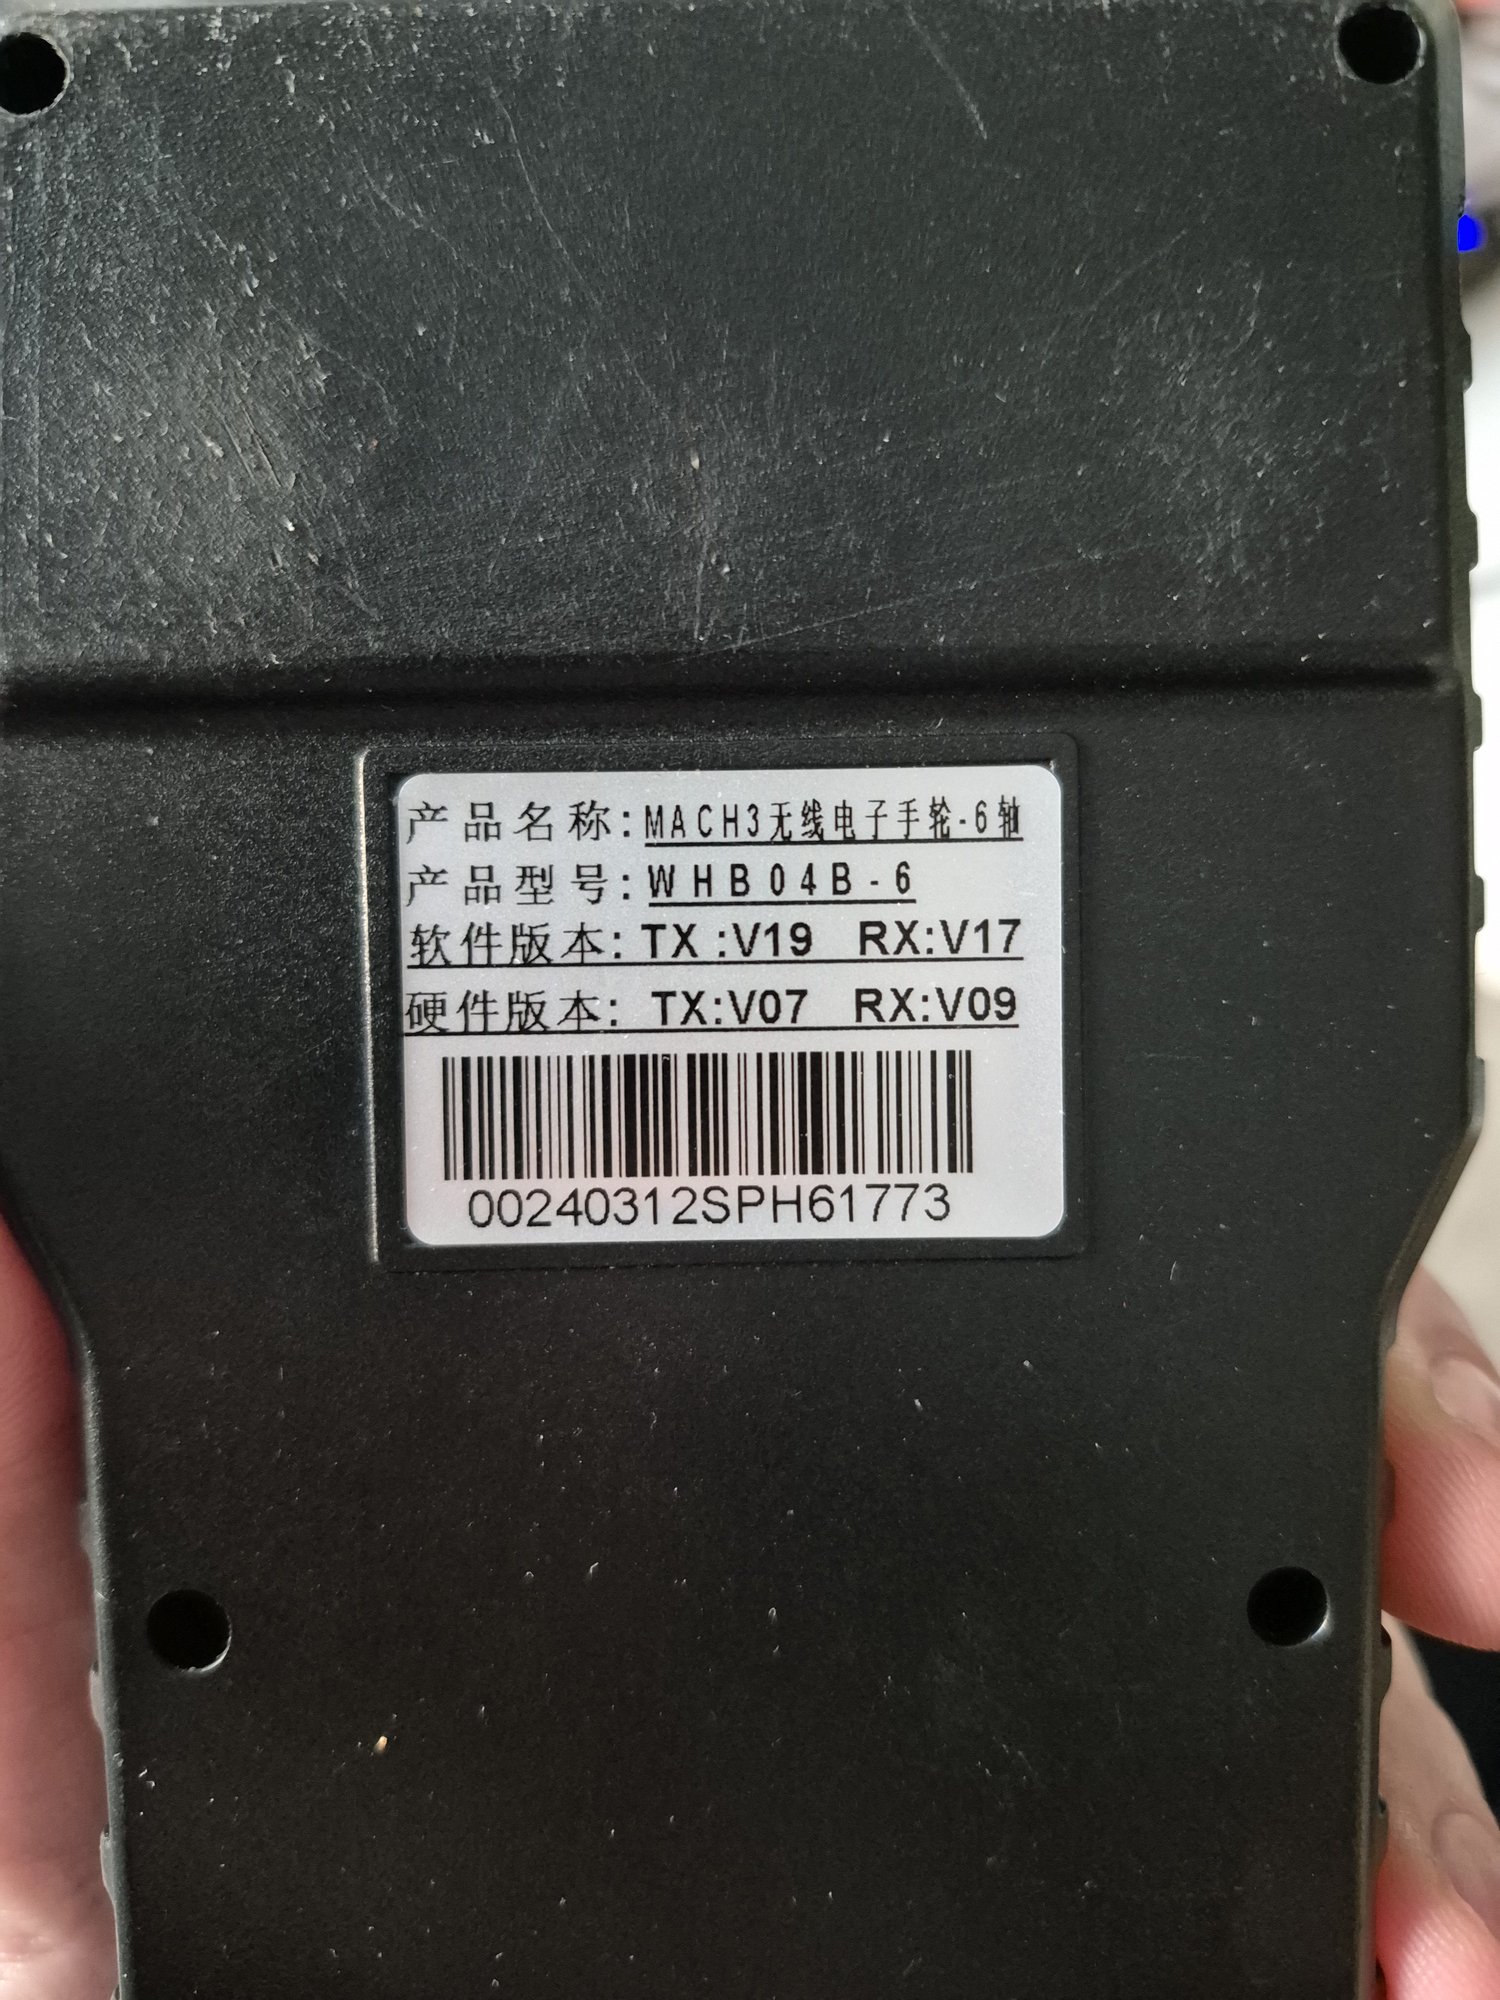 产品名称:MACH3无线电子手轮-6轴
产品型号:WHB04B-6
软件版本:TX :V19 RX:V17
硬件版本: TX:V07 RX:V09
00240312SPH61773